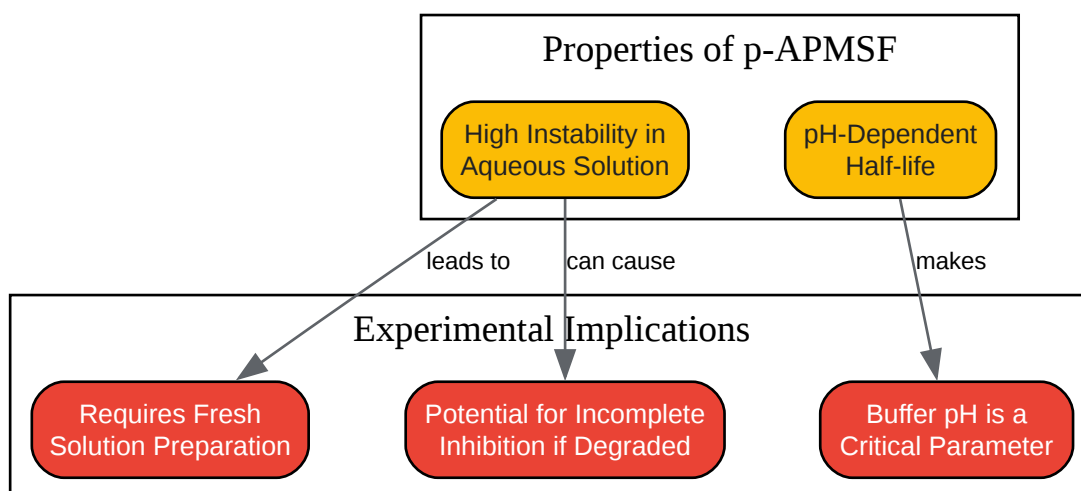 Properties of p-APMSF
High Instability in
Aqueous Solution
pH-Dependent
Half-life
leads to
can cause
makes
Experimental Implications
Requires Fresh
Solution Preparation
Potential for Incomplete
Inhibition if Degraded
Buffer pH is a
Critical Parameter